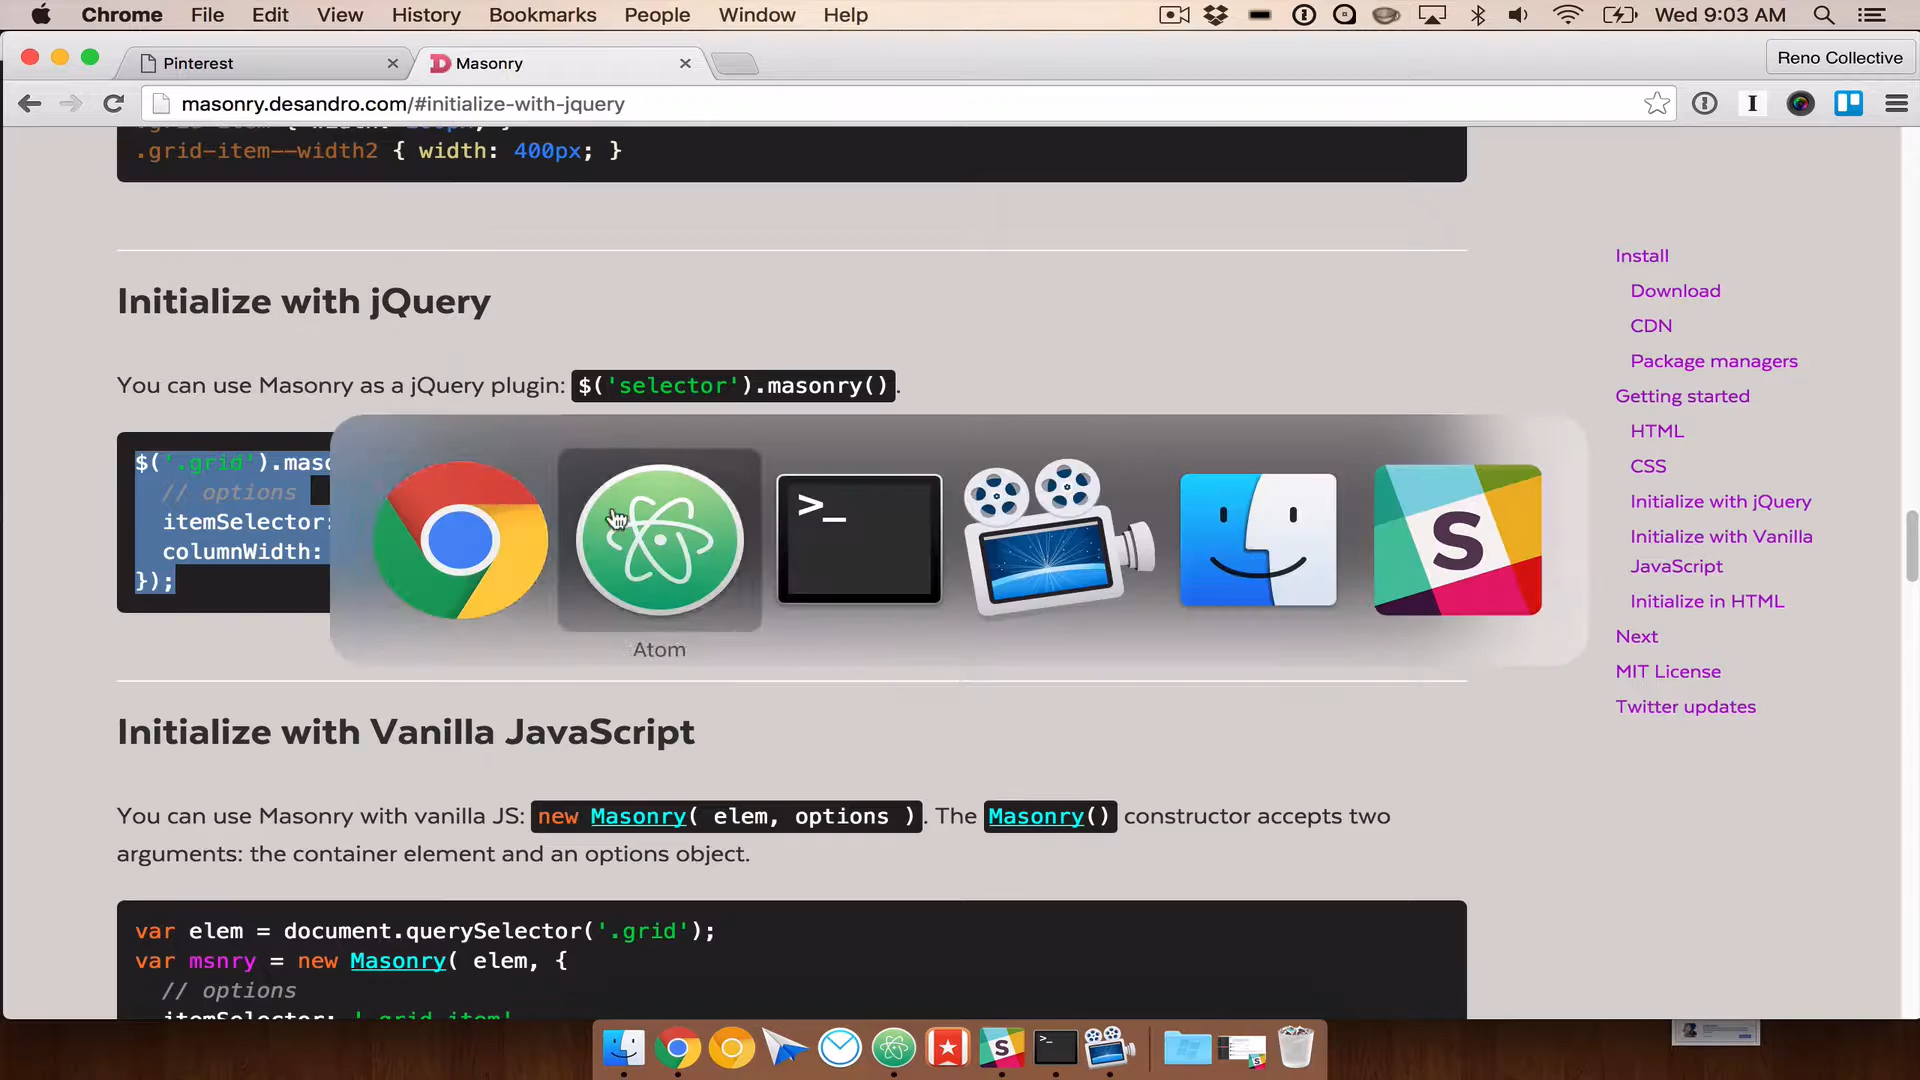 Chrome File Edit View History Bookmarks People Window Help Wed 9:03 AM
Pinterest Masonry Reno Collective
masonry.desandro.com/#initialize-with-jquery
.grid-item--width2 { width: 400px; }
Initialize with jQuery
You can use Masonry as a jQuery plugin: $('selector').masonry().
$('.grid').maso
// options
itemSelector:
columnWidth:
});
>_
S
Atom
Initialize with Vanilla JavaScript
You can use Masonry with vanilla JS: new Masonry( elem, options ). The Masonry() constructor accepts two
arguments: the container element and an options object.
var elem = document.querySelector('.grid');
var msnry = new Masonry( elem, {
// options
itemSelector: '.grid-item'
Install
Download
CDN
Package managers
Getting started
HTML
CSS
Initialize with jQuery
Initialize with Vanilla
JavaScript
Initialize in HTML
Next
MIT License
Twitter updates